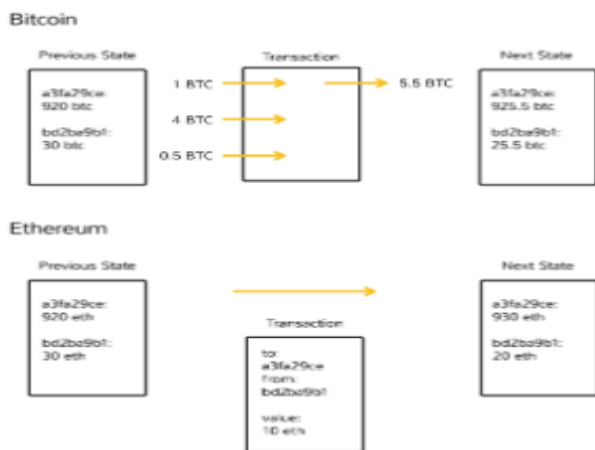 Bitcoin
Previous State
Transaction
Next State
a3fa29ce:
920 btc
bd2ba9b1:
30 btc
1 BTC
4 BTC
0.5 BTC
5.5 BTC
a3fa29ce:
925.5 btc
bd2ba9b1:
25.5 btc
Ethereum
Previous State
Next State
a3fa29ce:
920 eth
bd2ba9b1:
30 eth
Transaction
to:
a3fa29ce
from:
bd2ba9b1
value:
10 eth
a3fa29ce:
930 eth
bd2ba9b1:
20 eth